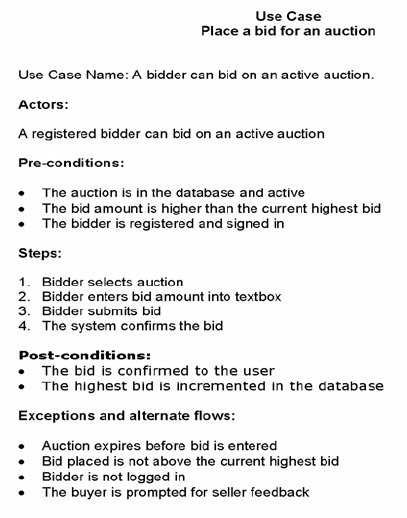 Use Case
Place a bid for an auction
Use Case Name: A bidder can bid on an active auction.
Actors:
A registered bidder can bid on an active auction
Pre-conditions:
• The auction is in the database and active
• The bid amount is higher than the current highest bid
• The bidder is registered and signed in
Steps:
1. Bidder selects auction
2. Bidder enters bid amount into textbox
3. Bidder submits bid
4. The system confirms the bid
Post-conditions:
• The bid is confirmed to the user
• The highest bid is incremented in the database
Exceptions and alternate flows:
• Auction expires before bid is entered
• Bid placed is not above the current highest bid
• Bidder is not logged in
• The buyer is prompted for seller feedback